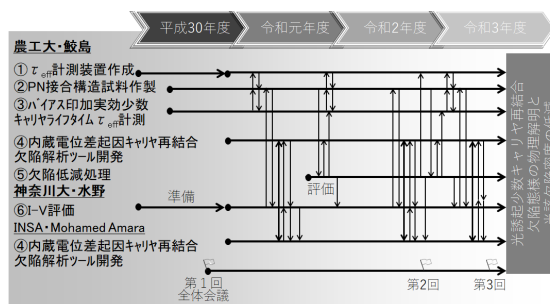 平成30年度
令和元年度
令和2年度
令和3年度
農工大・鮫島
①τeff計測装置作成
②PN接合構造試料作製
③バイアス印加実効少数
キャリヤライフタイムτeff計測
④内蔵電位差起因キャリヤ再結合
欠陥解析ツール開発
⑤欠陥低減処理
神奈川大・水野
⑥I-V評価
INSA・Mohamed Amara
④内蔵電位差起因キャリヤ再結合
欠陥解析ツール開発
準備
評価
第1回
全体会議
第2回
第3回
光誘起少数キャリヤ再結合
欠陥態様の物理解明と